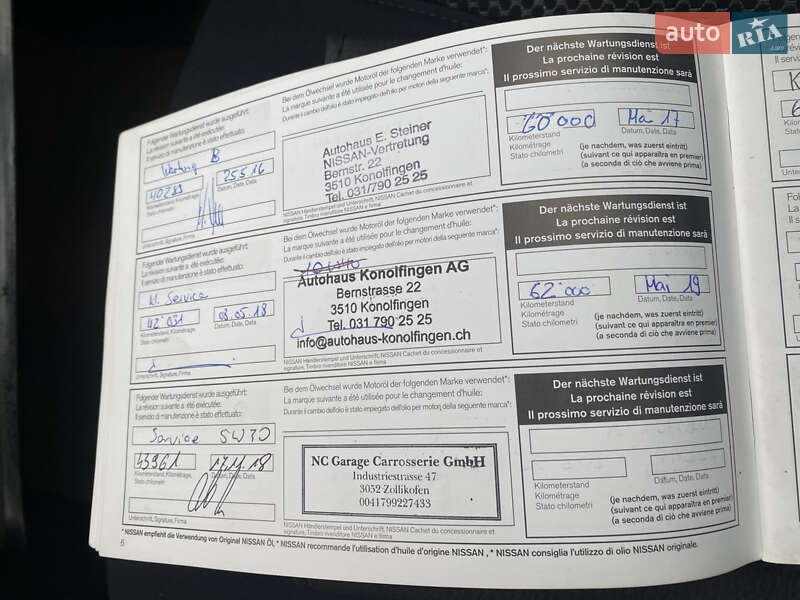 auto RIA .com
Folgender Wartungsdienst wurde ausgeführt:
La révision suivante a été exécutée:
Il servizio di manutenzione è stato effettuato:
Wartung B
40283
25.5.16
Kilometerstand, Kilométrage,
Stato chilometri
Datum, Date, Data
Unterschrift, Signature, Firma
Bei dem Ölwechsel wurde Motoröl der folgenden Marke verwendet*:
La marque suivante a été utilisée pour le changement d'huile:
Durante il cambio dell'olio è stato impiegato dell'olio per motori della seguente marca*:
Autohaus E. Steiner
NISSAN-Vertretung
Bernstr. 22
3510 Konolfingen
Tel. 031/790 25 25
NISSAN Händlerstempel und Unterschrift, NISSAN Cachet du concessionnaire et
signature, Timbro rivenditore NISSAN e firma
Der nächste Wartungsdienst ist
La prochaine révision est
Il prossimo servizio di manutenzione sarà
60'000
Mai 17
Kilometerstand
Kilométrage
Stato chilometri
Datum, Date, Data
(je nachdem, was zuerst eintritt)
(suivant ce qui apparaîtra en premier)
(a seconda di ciò che avviene prima)
Folgender Wartungsdienst wurde ausgeführt:
La révision suivante a été exécutée:
Il servizio di manutenzione è stato effettuato:
kl. Service
42'031
08.05.18
Kilometerstand, Kilométrage,
Stato chilometri
Datum, Date, Data
Unterschrift, Signature, Firma
Bei dem Ölwechsel wurde Motoröl der folgenden Marke verwendet*:
La marque suivante a été utilisée pour le changement d'huile:
Durante il cambio dell'olio è stato impiegato dell'olio per motori della seguente marca*:
Autohaus Konolfingen AG
Bernstrasse 22
3510 Konolfingen
Tel. 031 790 25 25
info@autohaus-konolfingen.ch
NISSAN Händlerstempel und Unterschrift, NISSAN Cachet du concessionnaire et
signature, Timbro rivenditore NISSAN e firma
Der nächste Wartungsdienst ist
La prochaine révision est
Il prossimo servizio di manutenzione sarà
62'000
Mai 19
Kilometerstand
Kilométrage
Stato chilometri
Datum, Date, Data
(je nachdem, was zuerst eintritt)
(suivant ce qui apparaîtra en premier)
(a seconda di ciò che avviene prima)
Folgender Wartungsdienst wurde ausgeführt:
La révision suivante a été exécutée:
Il servizio di manutenzione è stato effettuato:
Service 5W30
43961
17.11.18
Kilometerstand, Kilométrage,
Stato chilometri
Datum, Date, Data
Unterschrift, Signature, Firma
Bei dem Ölwechsel wurde Motoröl der folgenden Marke verwendet*:
La marque suivante a été utilisée pour le changement d'huile:
Durante il cambio dell'olio è stato impiegato dell'olio per motori della seguente marca*:
NC Garage Carrosserie GmbH
Industriestrasse 47
3052 Zollikofen
0041799227433
NISSAN Händlerstempel und Unterschrift, NISSAN Cachet du concessionnaire et
signature, Timbro rivenditore NISSAN e firma
Der nächste Wartungsdienst ist
La prochaine révision est
Il prossimo servizio di manutenzione sarà
Kilometerstand
Kilométrage
Stato chilometri
Datum, Date, Data
(je nachdem, was zuerst eintritt)
(suivant ce qui apparaîtra en premier)
(a seconda di ciò che avviene prima)
* NISSAN empfiehlt die Verwendung von Original NISSAN Öl, * NISSAN recommande l'utilisation d'huile d'origine NISSAN, * NISSAN consiglia l'utilizzo di olio NISSAN originale.
6